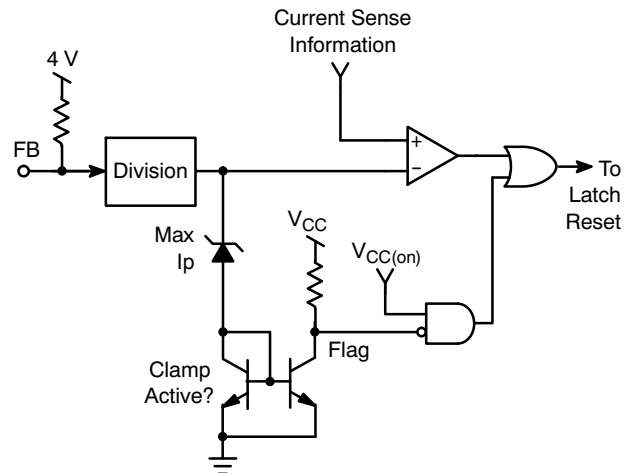 Current Sense
Information
4 V
FB
Division
+
−
To
Latch
Reset
Max
Ip
VCC
VCC(on)
Flag
Clamp
Active?